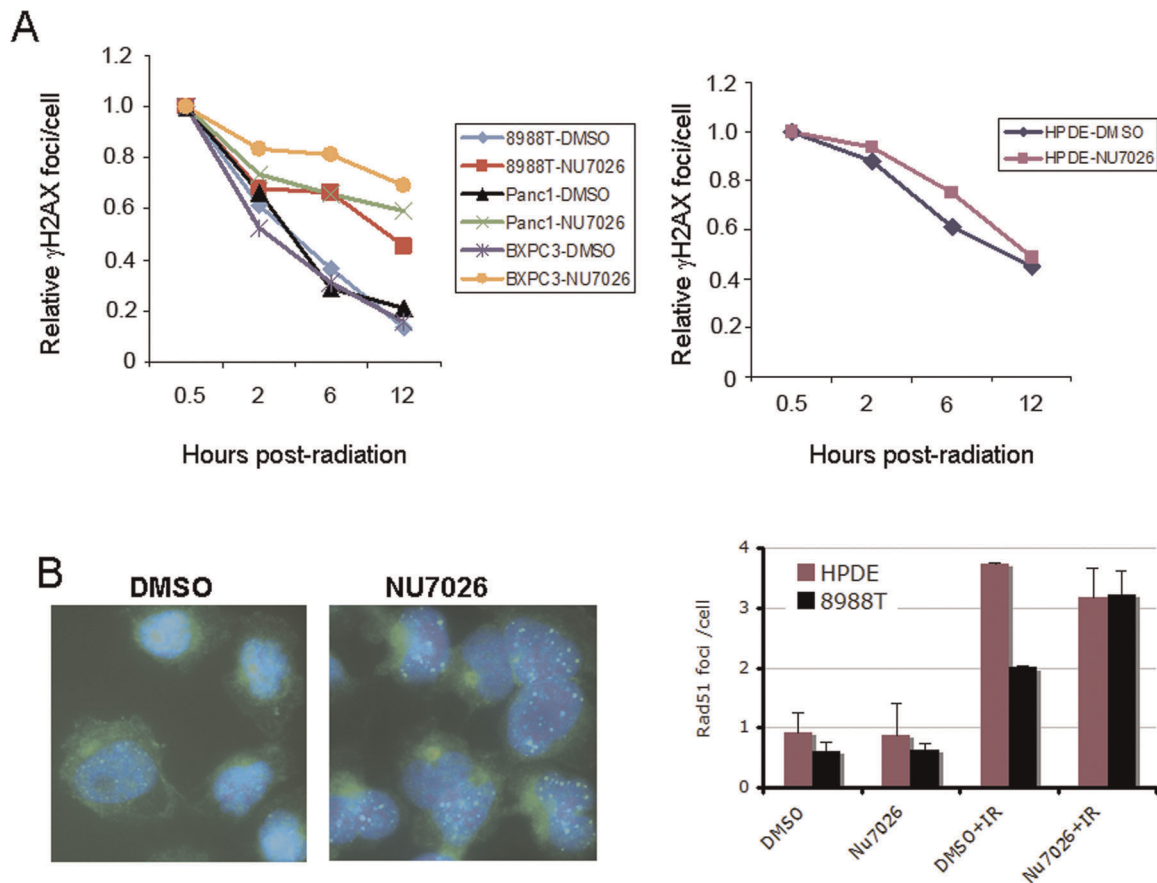 A
Relative γH2AX foci/cell
1.2
1.0
0.8
0.6
0.4
0.2
0
0.5 2 6 12
Hours post-radiation
8988T-DMSO
8988T-NU7026
Panc1-DMSO
Panc1-NU7026
BXPC3-DMSO
BXPC3-NU7026
Relative γH2AX foci/cell
1.2
1.0
0.8
0.6
0.4
0.2
0
0.5 2 6 12
Hours post-radiation
HPDE-DMSO
HPDE-NU7026
B
DMSO
NU7026
Rad51 foci /cell
4
3
2
1
0
HPDE
8988T
DMSO
Nu7026
DMSO+IR
Nu7026+IR